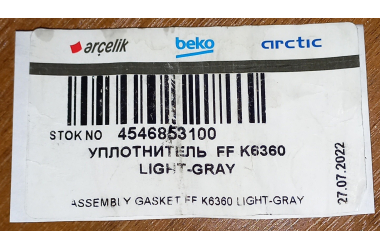 arçelik beko arctic
STOK NO 4546853100
УПЛОТНИТЕЛЬ FF K6360
LIGHT-GRAY
ASSEMBLY GASKET FF K6360 LIGHT-GRAY
27.07.2022